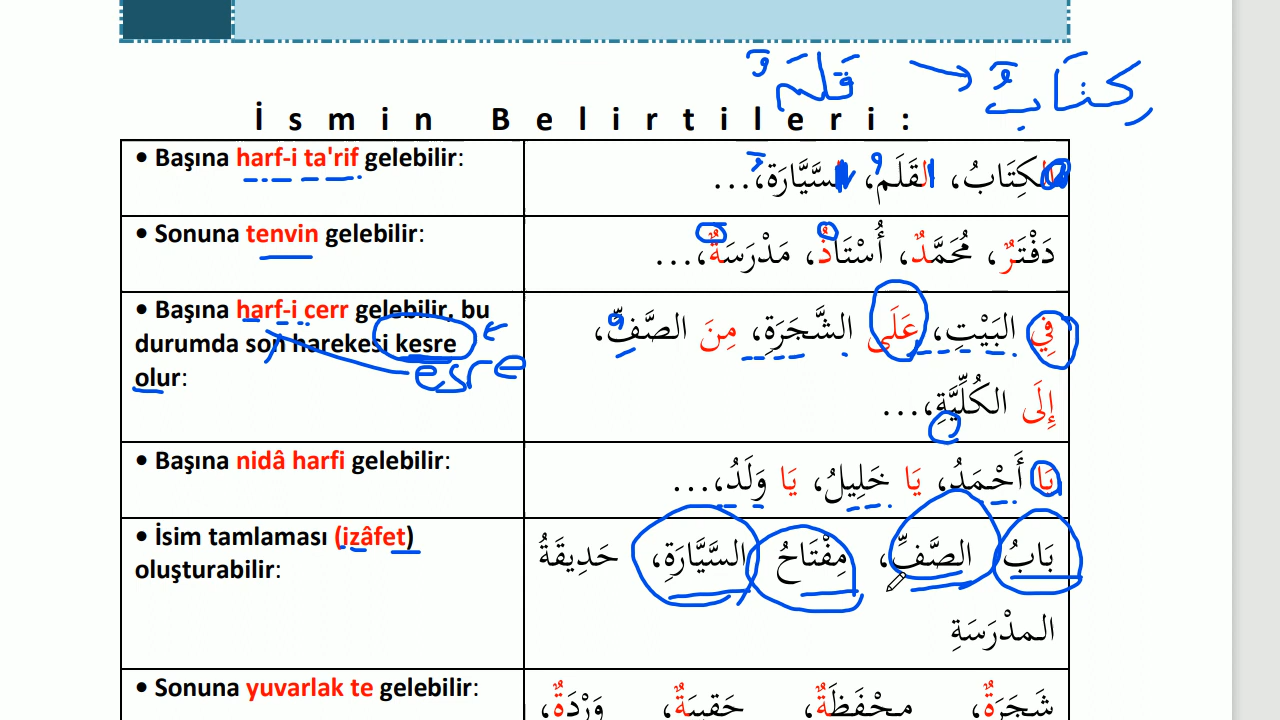 كتَابٌ → قَلَمٌ
İsmin Belirtileri:
• Başına harf-i ta'rif gelebilir:
الكِتَابُ، القَلَمُ، السَّيَّارَةُ،...
• Sonuna tenvin gelebilir:
دَفْتَرٌ، مُحَمَّدٌ، أُسْتَاذٌ، مَدْرَسَةٌ،...
• Başına harf-i cerr gelebilir, bu
durumda son harekesi kesre
olur:
esre
فِي البَيْتِ، عَلَى الشَّجَرَةِ، مِنَ الصَّفِّ،
إِلَى الكُلِّيَّةِ،...
• Başına nidâ harfi gelebilir:
يَا أَحْمَدُ، يَا خَلِيلُ، يَا وَلَدُ،...
• İsim tamlaması (izâfet)
oluşturabilir:
بَابُ الصَّفِّ، مِفْتَاحُ السَّيَّارَةِ، حَدِيقَةُ
المدْرَسَةِ
• Sonuna yuvarlak te gelebilir:
شَجَرَةٌ، مِحْفَظَةٌ، حَقِيبَةٌ، وَرْدَةٌ،